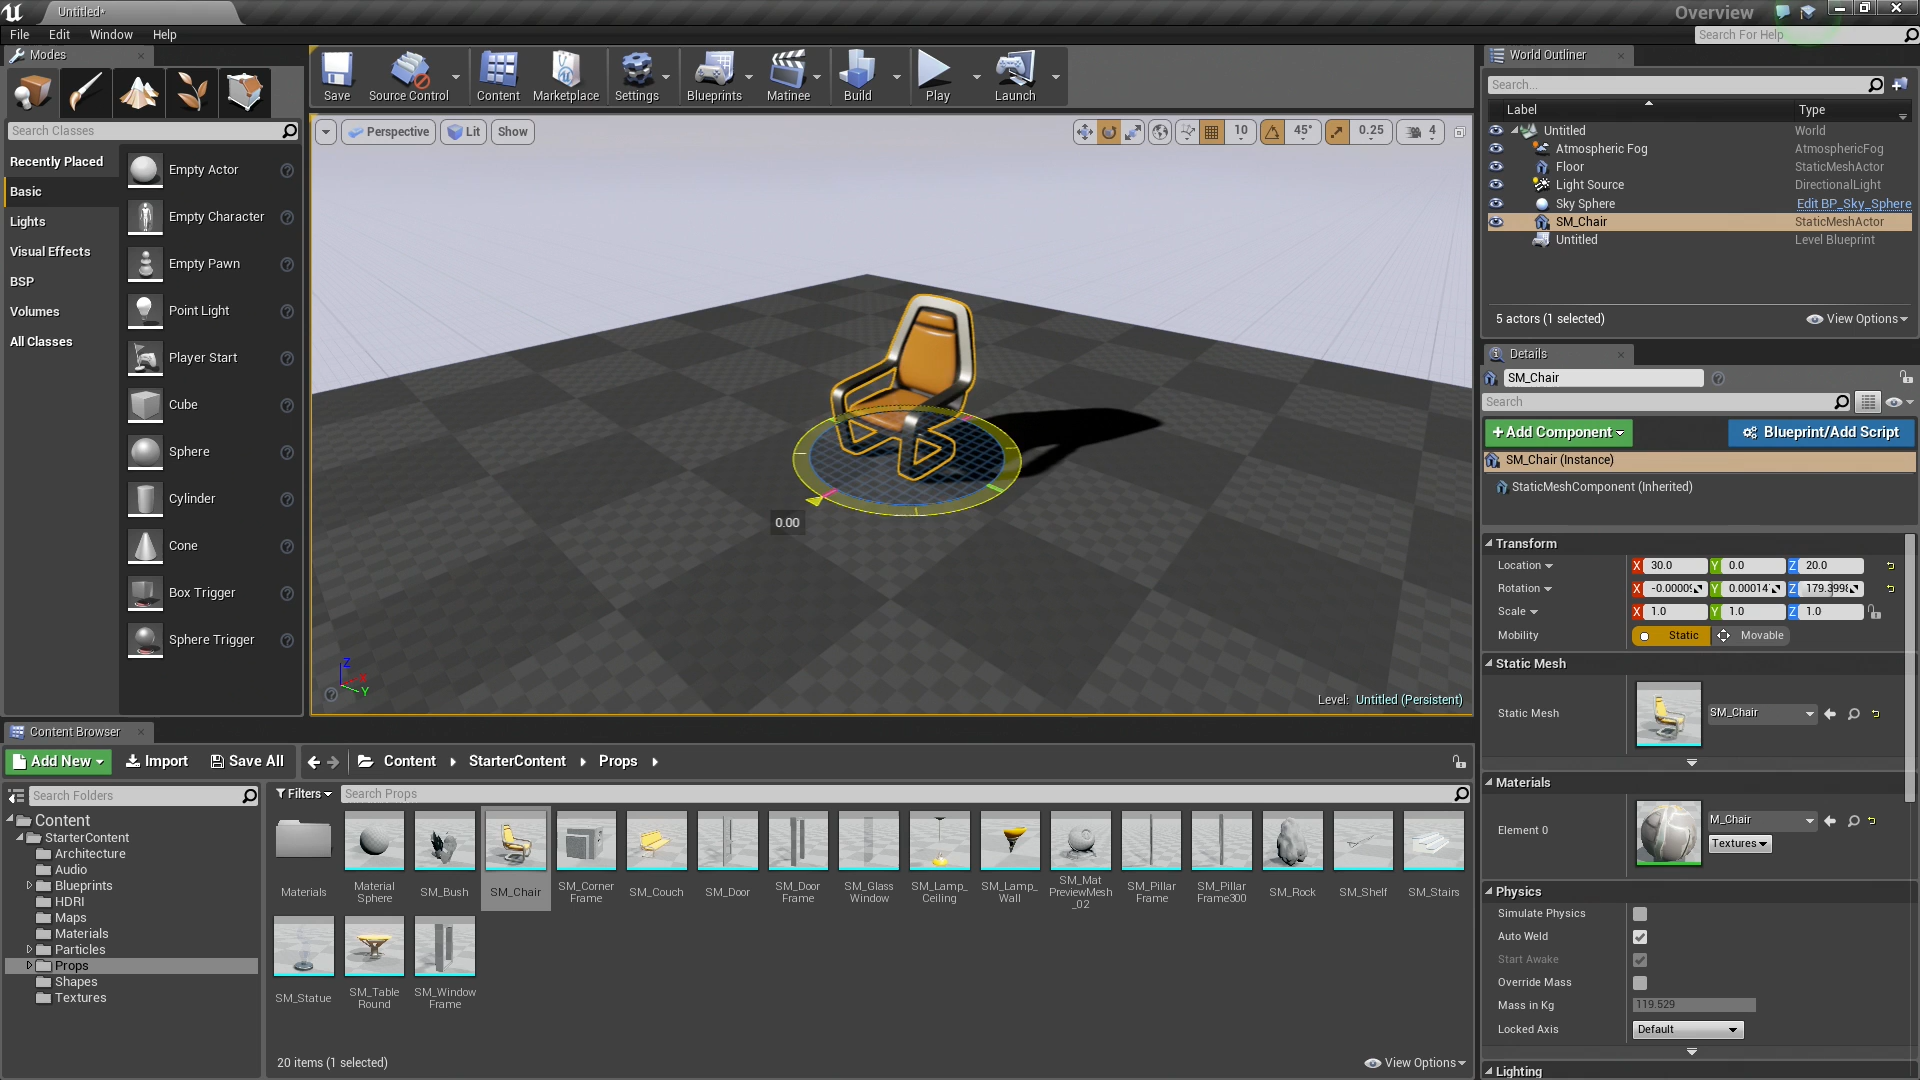 Untitled*
Overview
File Edit Window Help
Search For Help
Modes
Search Classes
Recently Placed
Basic
Lights
Visual Effects
BSP
Volumes
All Classes
Empty Actor
Empty Character
Empty Pawn
Point Light
Player Start
Cube
Sphere
Cylinder
Cone
Box Trigger
Sphere Trigger
Save Source Control Content Marketplace Settings Blueprints Matinee Build Play Launch
Perspective Lit Show
10 45° 0.25 4
0.00
Z
X
Y
Level: Untitled (Persistent)
World Outliner
Search...
Label Type
Untitled World
Atmospheric Fog AtmosphericFog
Floor StaticMeshActor
Light Source DirectionalLight
Sky Sphere Edit BP_Sky_Sphere
SM_Chair StaticMeshActor
Untitled Level Blueprint
5 actors (1 selected) View Options
Details
SM_Chair
Search
+Add Component Blueprint/Add Script
SM_Chair (Instance)
StaticMeshComponent (Inherited)
Transform
Location X 30.0 Y 0.0 Z 20.0
Rotation X Y Z
Scale X 1.0 Y 1.0 Z 1.0
Mobility Static Movable
Static Mesh
Static Mesh SM_Chair
Materials
Element 0 M_Chair
Textures
Physics
Simulate Physics
Auto Weld
Start Awake
Override Mass
Mass in Kg 119.529
Locked Axis Default
Lighting
Content Browser
Add New Import Save All Content StarterContent Props
Search Folders
Content
StarterContent
Architecture
Audio
Blueprints
HDRI
Maps
Materials
Particles
Props
Shapes
Textures
Filters Search Props
Materials
Material
Sphere
SM_Bush
SM_Chair
SM_Corner
Frame
SM_Couch
SM_Door
SM_Door
Frame
SM_Glass
Window
SM_Lamp_
Ceiling
SM_Lamp_
Wall
SM_Mat
PreviewMesh
_02
SM_Pillar
Frame
SM_Pillar
Frame300
SM_Rock
SM_Shelf
SM_Stairs
SM_Statue
SM_Table
Round
SM_Window
Frame
20 items (1 selected) View Options